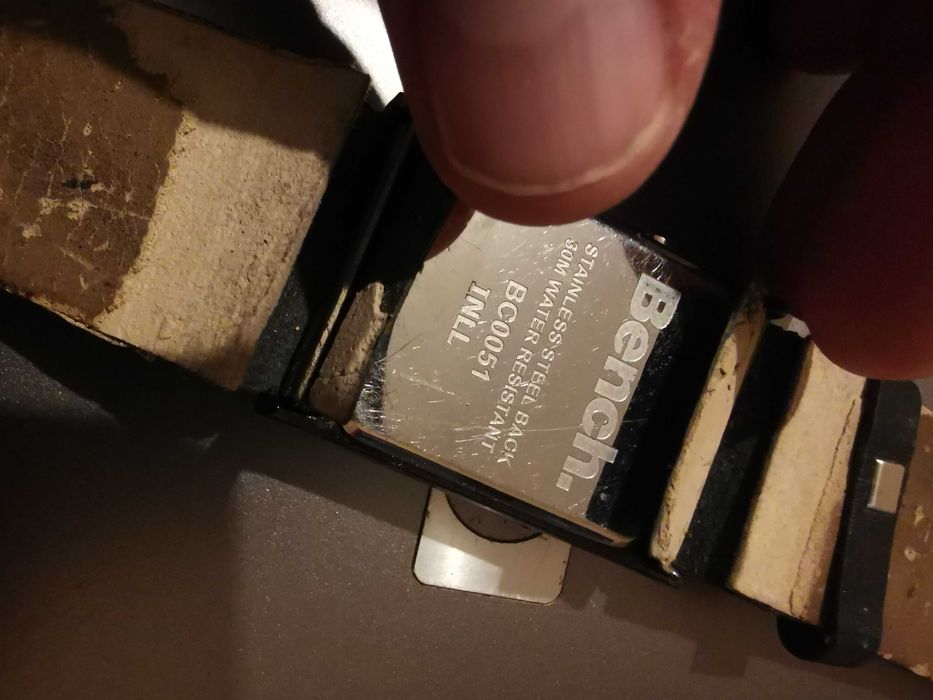 Bench.
STAINLESS STEEL BACK
30M WATER RESISTANT
BC0051
INLL